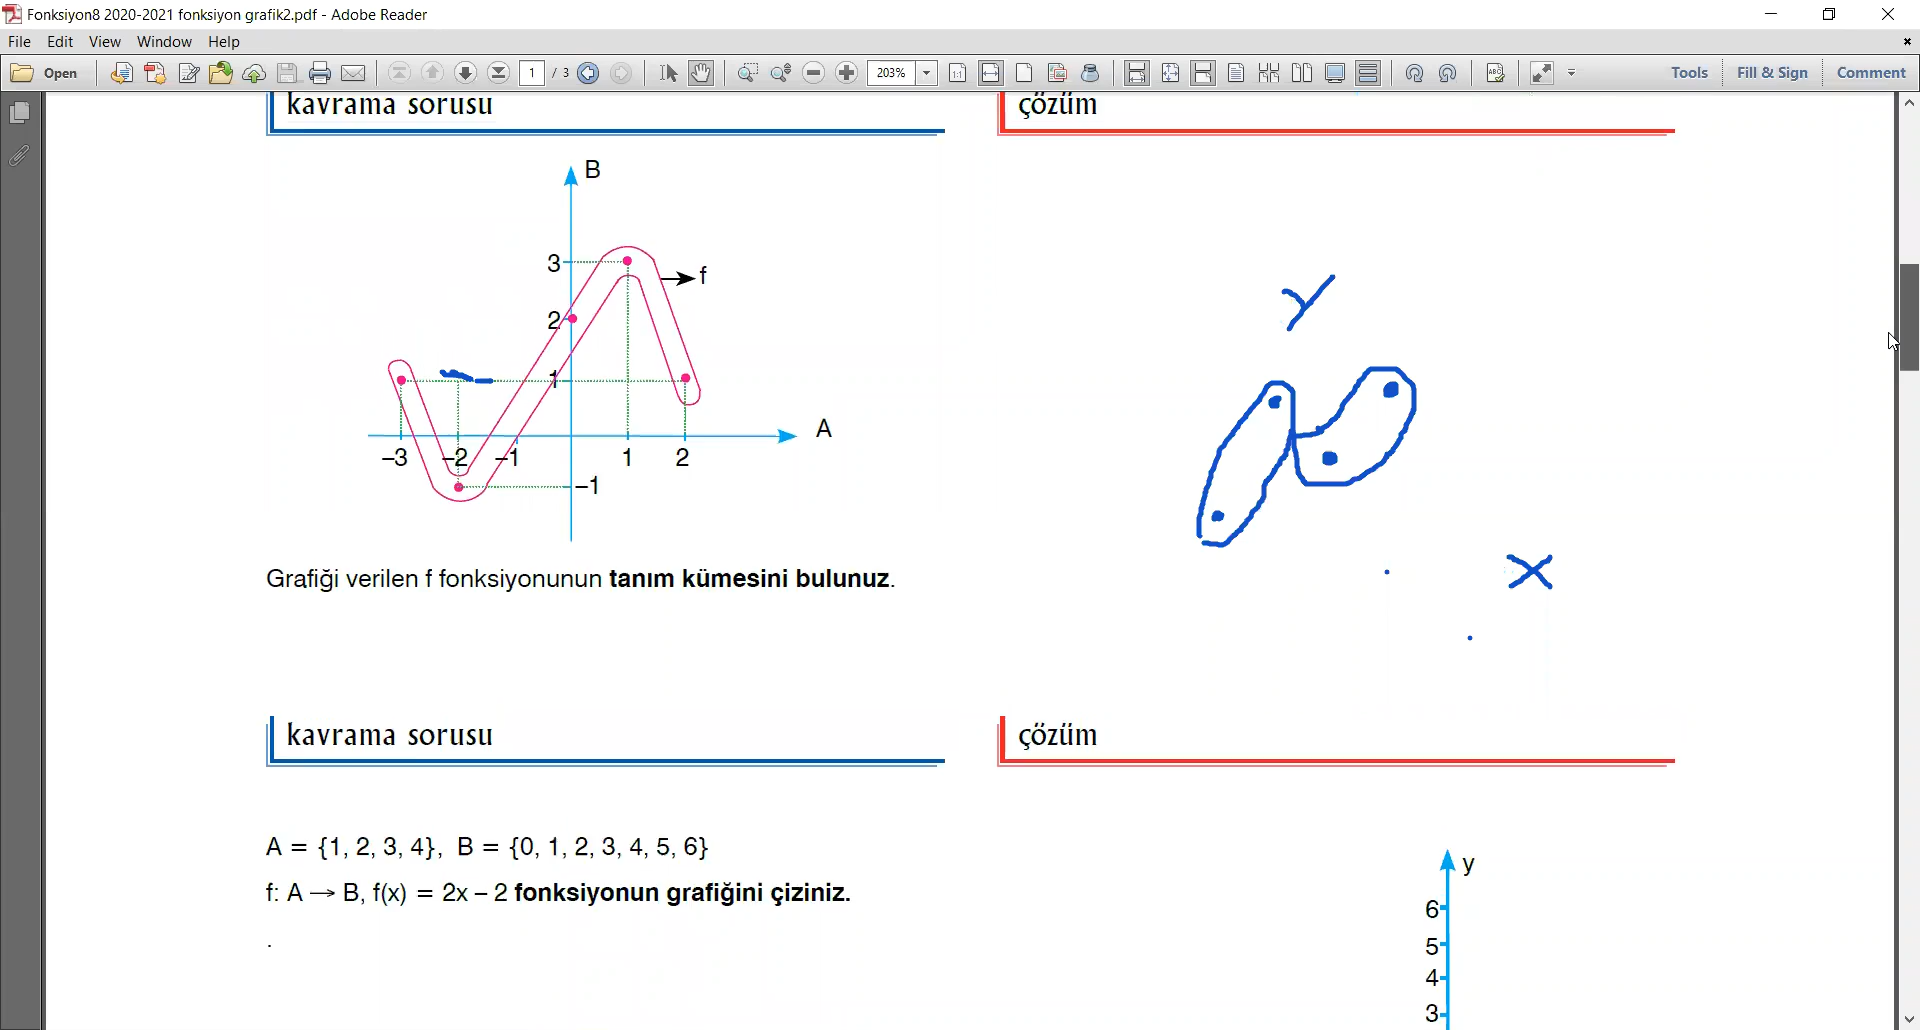 Fonksiyon8 2020-2021 fonksiyon grafik2.pdf - Adobe Reader
File Edit View Window Help
Open 1 / 3 203% Tools Fill & Sign Comment
kavrama sorusu
çözüm
B
3
f
2
1
A
-3 -2 -1 1 2
-1
y
x
Grafiği verilen f fonksiyonunun tanım kümesini bulunuz.
kavrama sorusu
çözüm
A = {1, 2, 3, 4}, B = {0, 1, 2, 3, 4, 5, 6}
f: A → B, f(x) = 2x – 2 fonksiyonun grafiğini çiziniz.
.
y
6
5
4
3